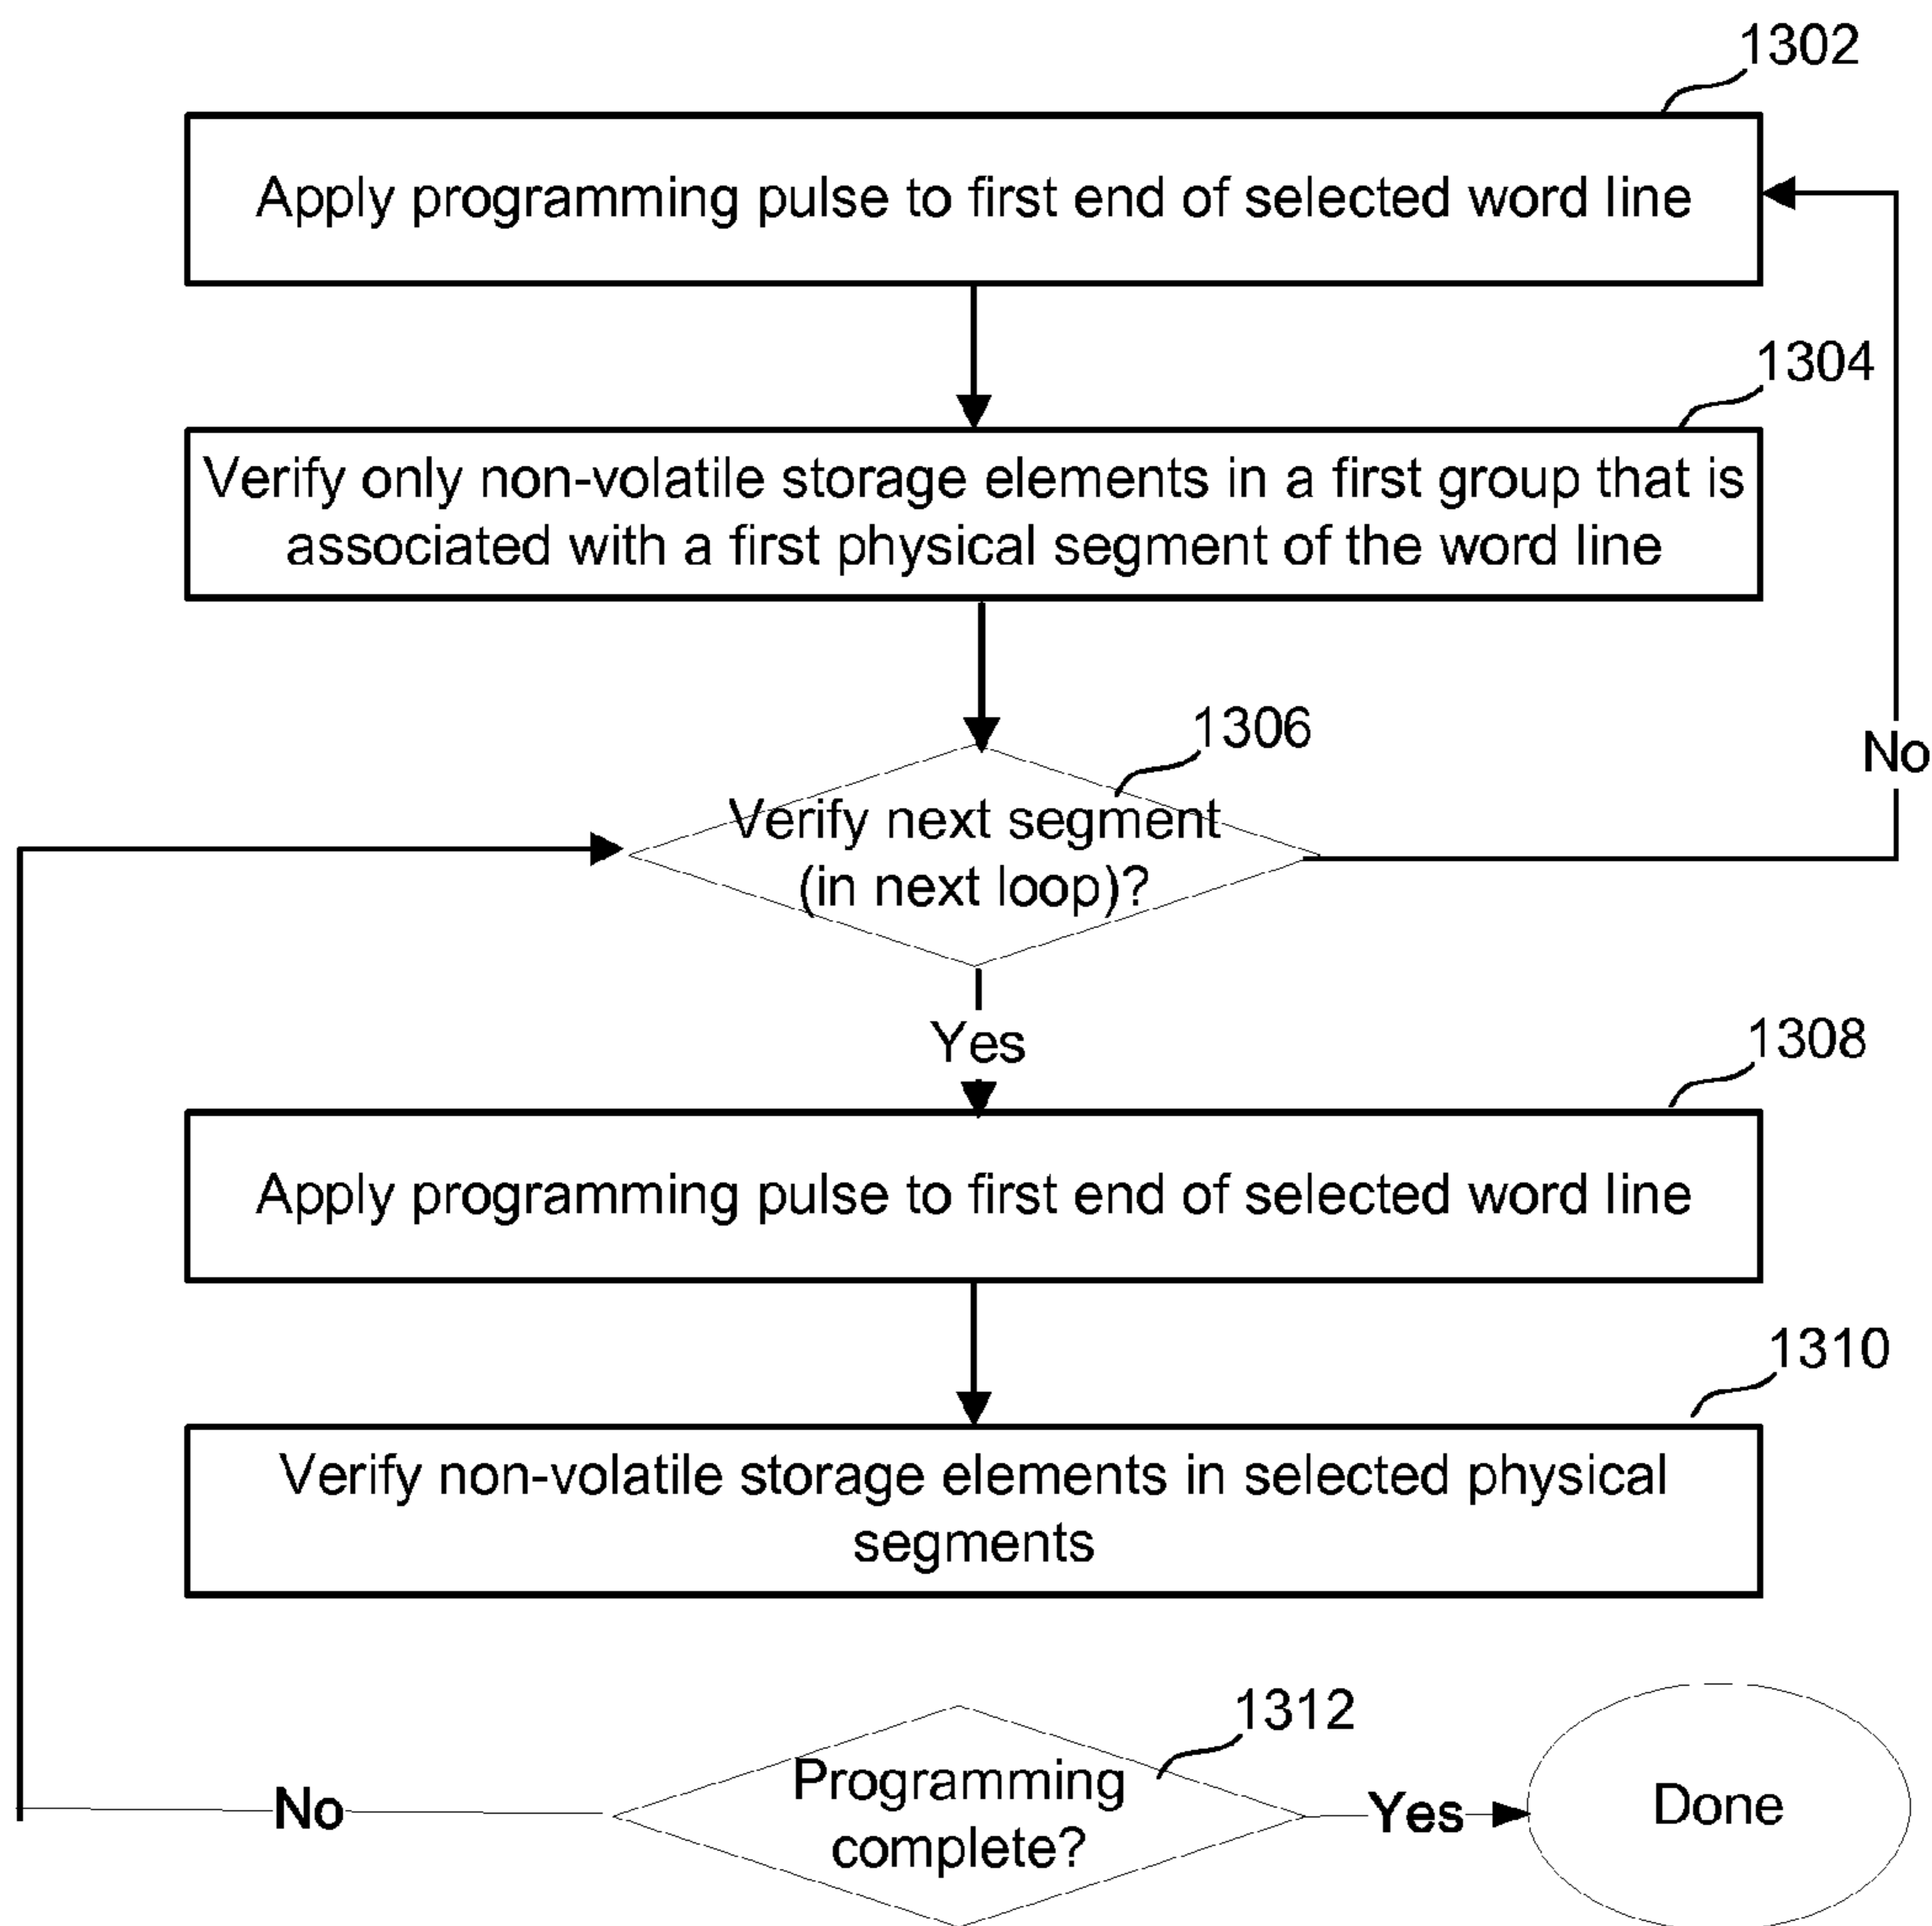 1302
Apply programming pulse to first end of selected word line
1304
Verify only non-volatile storage elements in a first group that is
associated with a first physical segment of the word line
1306
No
Verify next segment
(in next loop)?
Yes
1308
Apply programming pulse to first end of selected word line
1310
Verify non-volatile storage elements in selected physical
segments
1312
Programming
complete?
No
Yes
Done